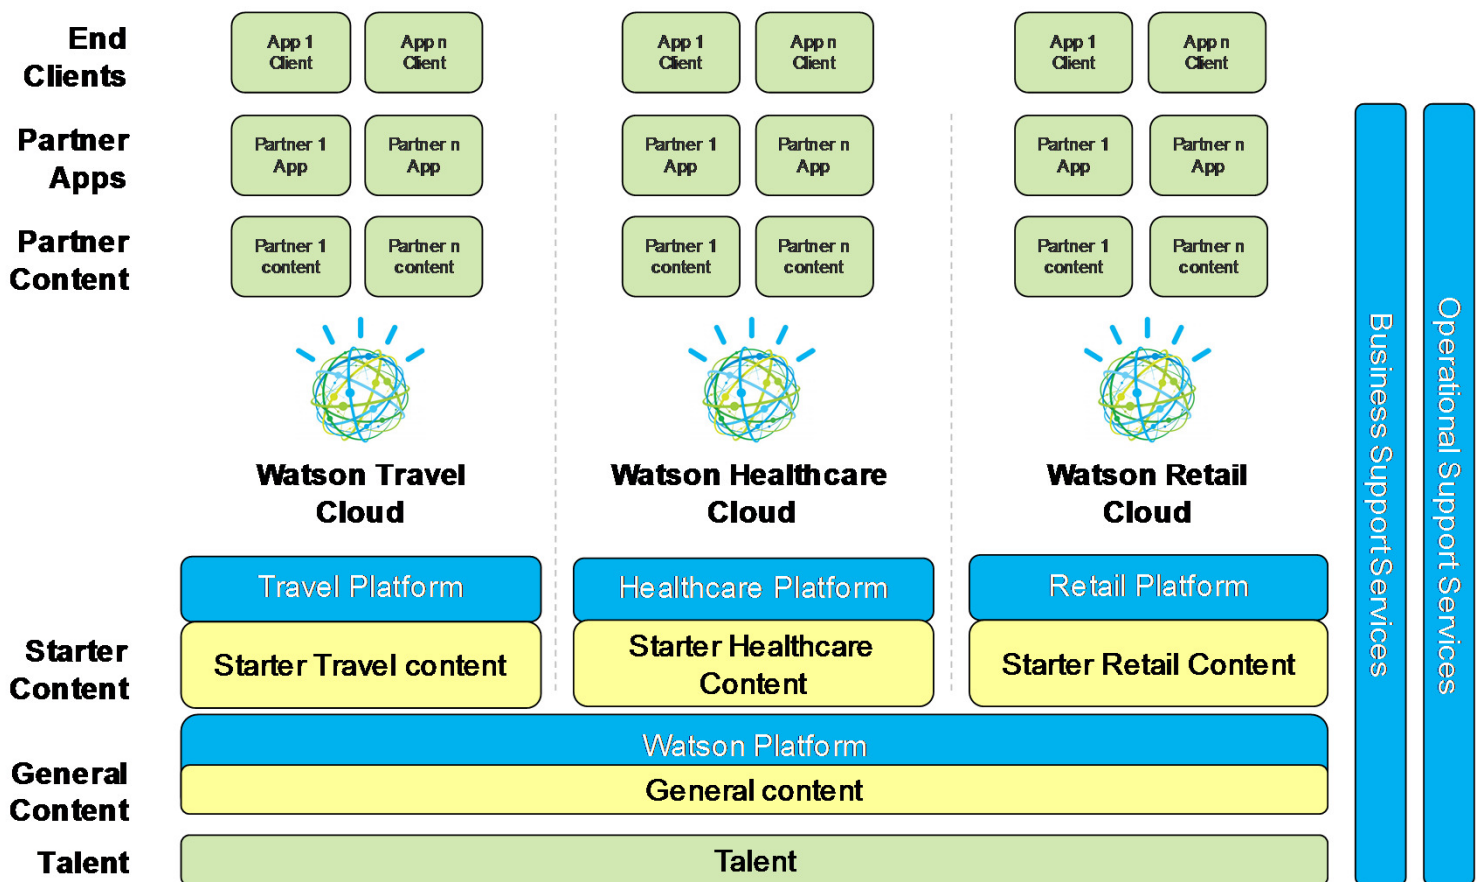 End
Clients
App 1
Client
App n
Client
App 1
Client
App n
Client
App 1
Client
App n
Client
Partner
Apps
Partner 1
App
Partner n
App
Partner 1
App
Partner n
App
Partner 1
App
Partner n
App
Partner
Content
Partner 1
content
Partner n
content
Partner 1
content
Partner n
content
Partner 1
content
Partner n
content
Watson Travel
Cloud
Watson Healthcare
Cloud
Watson Retail
Cloud
Travel Platform
Healthcare Platform
Retail Platform
Starter
Content
Starter Travel content
Starter Healthcare
Content
Starter Retail Content
Watson Platform
General
Content
General content
Talent
Talent
Business Support Services
Operational Support Services